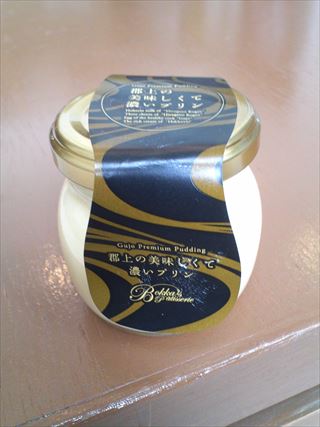 Gujo Premium Pudding
郡上の
美味しくて
濃いプリン
Gujo Premium Pudding
郡上の美味しくて
濃いプリン
Bokka's
Patisserie